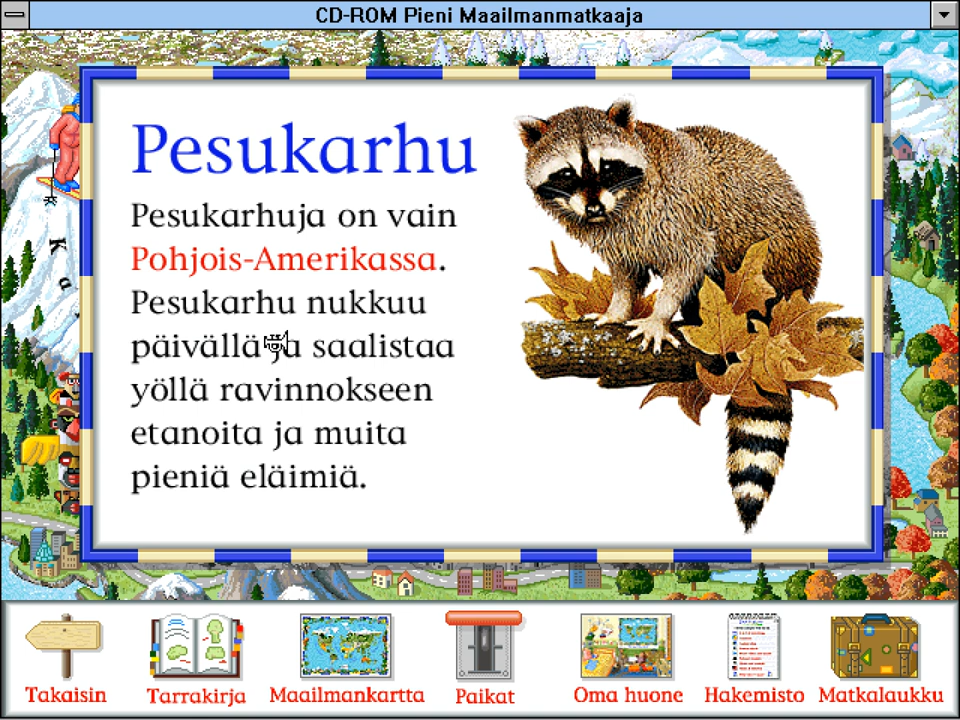 CD-ROM Pieni Maailmanmatkaaja
Pesukarhu
Pesukarhuja on vain
Pohjois-Amerikassa.
Pesukarhu nukkuu
päivällä ja saalistaa
yöllä ravinnokseen
etanoita ja muita
pieniä eläimiä.
K a
Takaisin Tarrakirja Maailmankartta Paikat Oma huone Hakemisto Matkalaukku